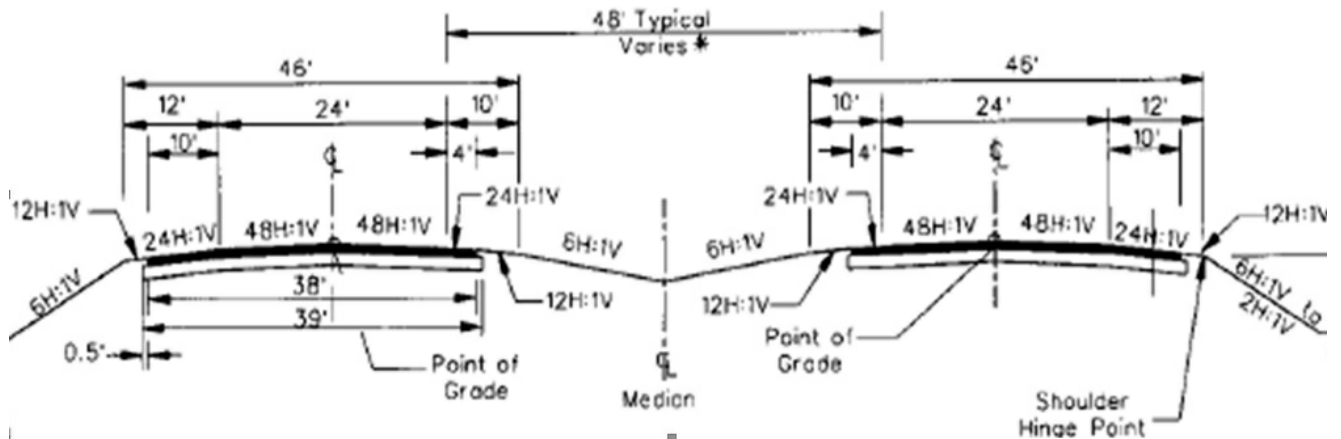 48' Typical
Varies *
46'
46'
12'
24'
10'
10'
24'
12'
10'
4'
4'
10'
℄
℄
12H:1V
24H:1V
48H:1V
48H:1V
24H:1V
24H:1V
48H:1V
48H:1V
24H:1V
12H:1V
6H:1V
6H:1V
6H:1V
6H:1V to
2H:1V
12H:1V
12H:1V
38'
39'
0.5'
Point of
Grade
℄
Median
Point of
Grade
Shoulder
Hinge Point